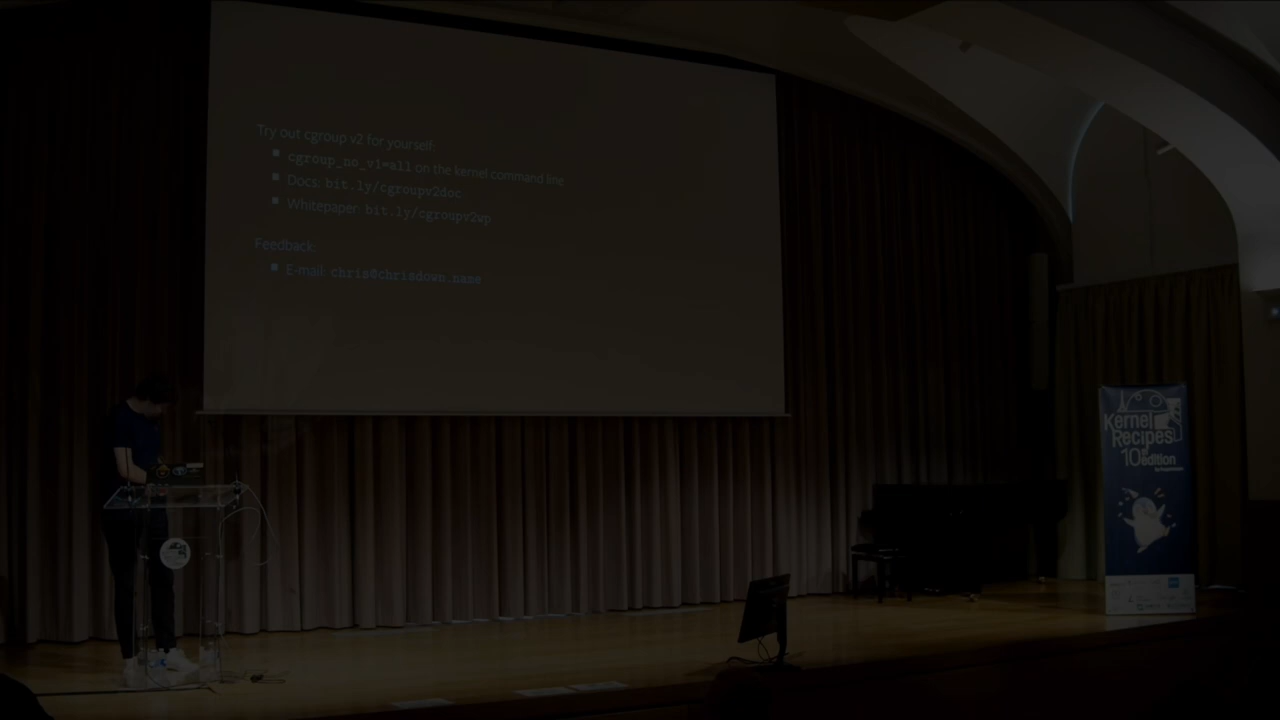 Try out cgroup v2 for yourself:
cgroup_no_v1=all on the kernel command line
Docs: bit.ly/cgroupv2doc
Whitepaper: bit.ly/cgroupv2wp
Feedback:
E-mail: chris@chrisdown.name
Kernel
Recipes
10 edition